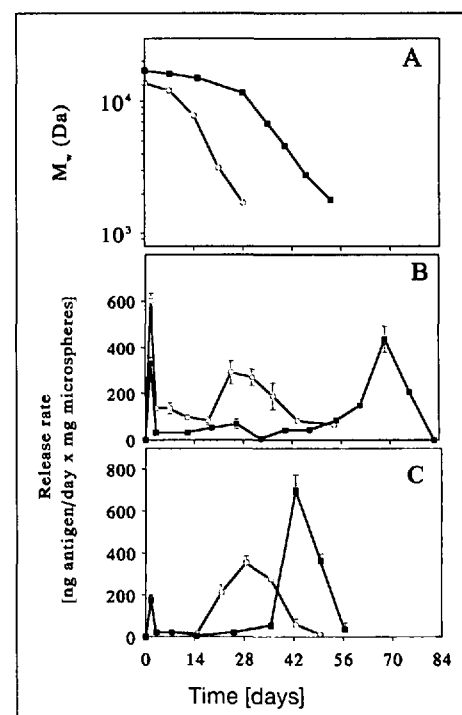 A
10⁴
M_w (Da)
10³
B
600
400
200
0
Release rate
[ng antigen/day x mg microspheres]
C
800
600
400
200
0
0 14 28 42 56 70 84
Time [days]